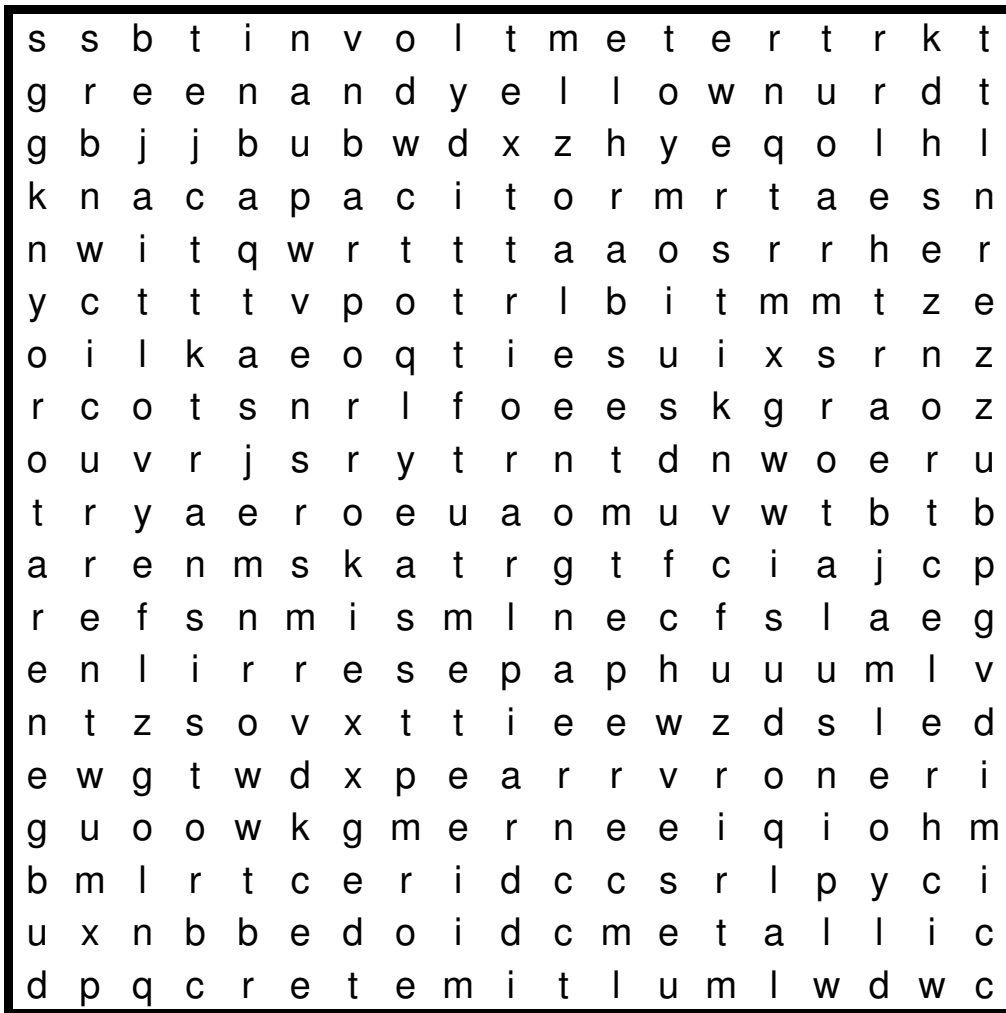 s s b t i n v o l t m e t e r t r k t
g r e e n a n d y e l l o w n u r d t
g b j j b u b w d x z h y e q o l h l
k n a c a p a c i t o r m r t a e s n
n w i t q w r t t t a a o s r r h e r
y c t t t v p o t r l b i t m m t z e
o i l k a e o q t i e s u i x s r n z
r c o t s n r l f o e e s k g r a o z
o u v r j s r y t r n t d n w o e r u
t r y a e r o e u a o m u v w t b t b
a r e n m s k a t r g t f c i a j c p
r e f s n m i s m l n e c f s l a e g
e n l i r r e s e p a p h u u u m l v
n t z s o v x t t i e e w z d s l e d
e w g t w d x p e a r r v r o n e r i
g u o o w k g m e r n e e i q i o h m
b m l r t c e r i d c c s r l p y c i
u x n b b e d o i d c m e t a l l i c
d p q c r e t e m i t l u m l w d w c